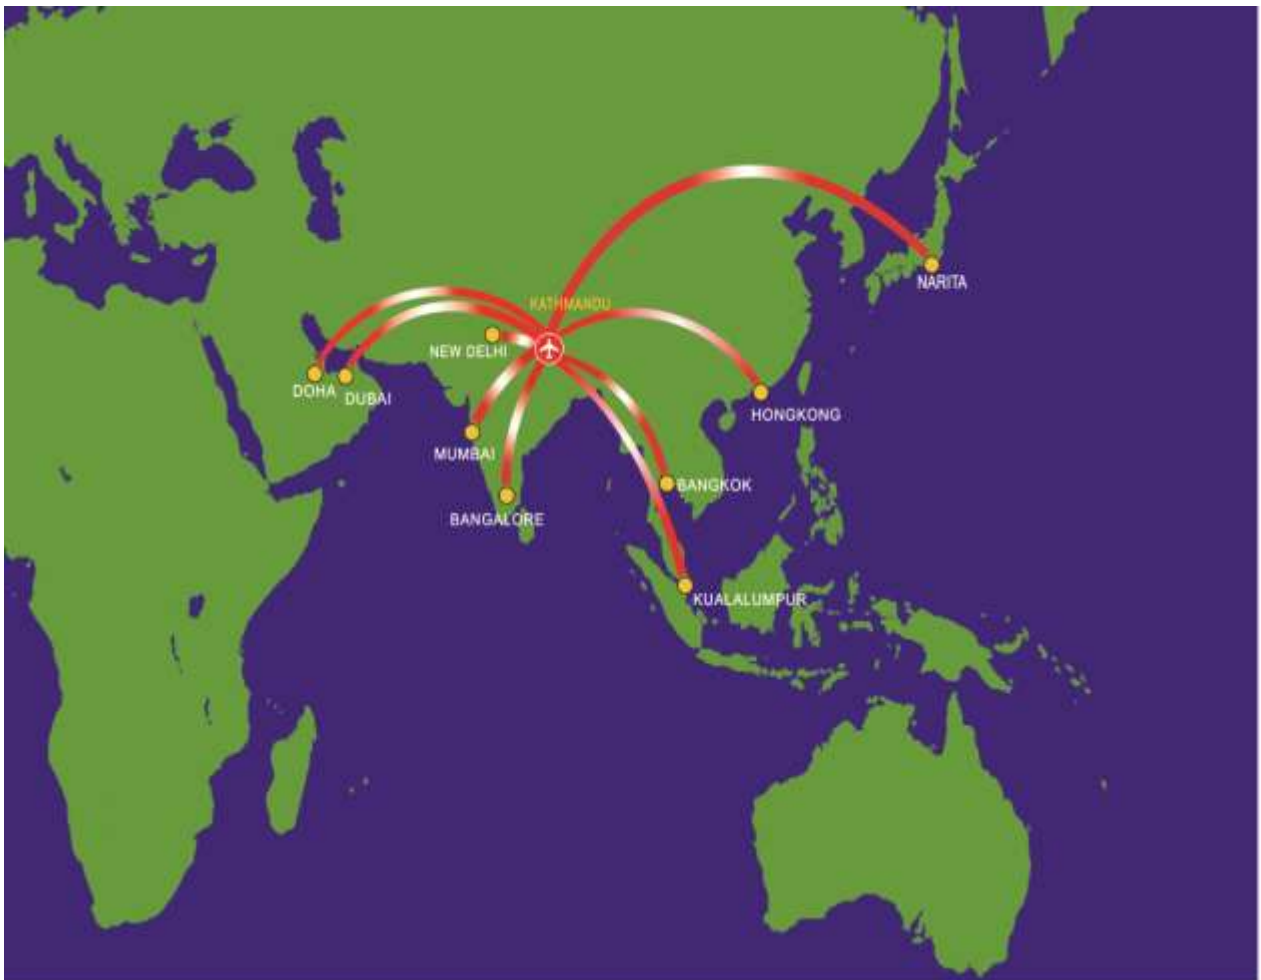 KATHMANDU
NARITA
NEW DELHI
DOHA
DUBAI
HONGKONG
MUMBAI
BANGKOK
BANGALORE
KUALALUMPUR